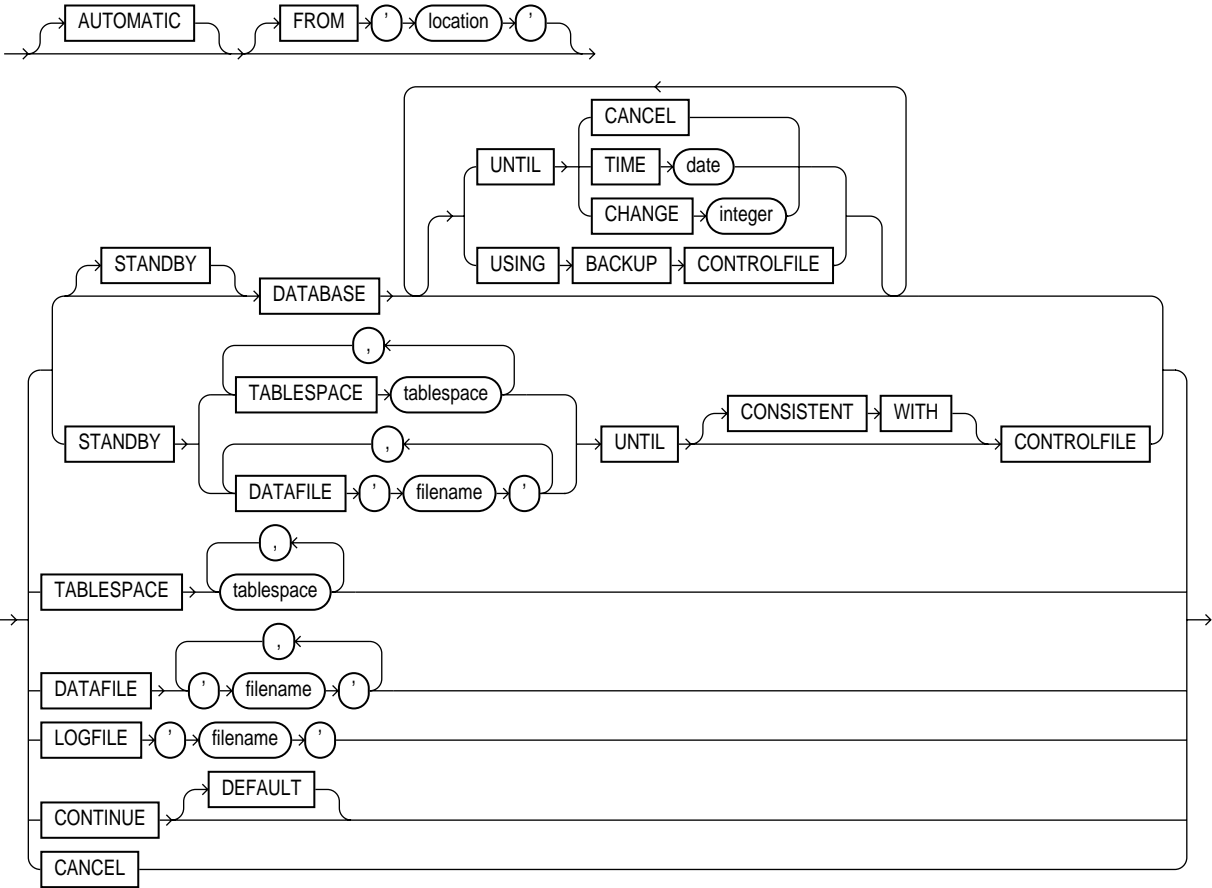 AUTOMATIC FROM ' location '
CANCEL
UNTIL TIME date
CHANGE integer
USING BACKUP CONTROLFILE
STANDBY
DATABASE
,
TABLESPACE tablespace
STANDBY UNTIL CONSISTENT WITH CONTROLFILE
,
DATAFILE ' filename '
,
TABLESPACE tablespace
,
DATAFILE ' filename '
LOGFILE ' filename '
DEFAULT
CONTINUE
CANCEL